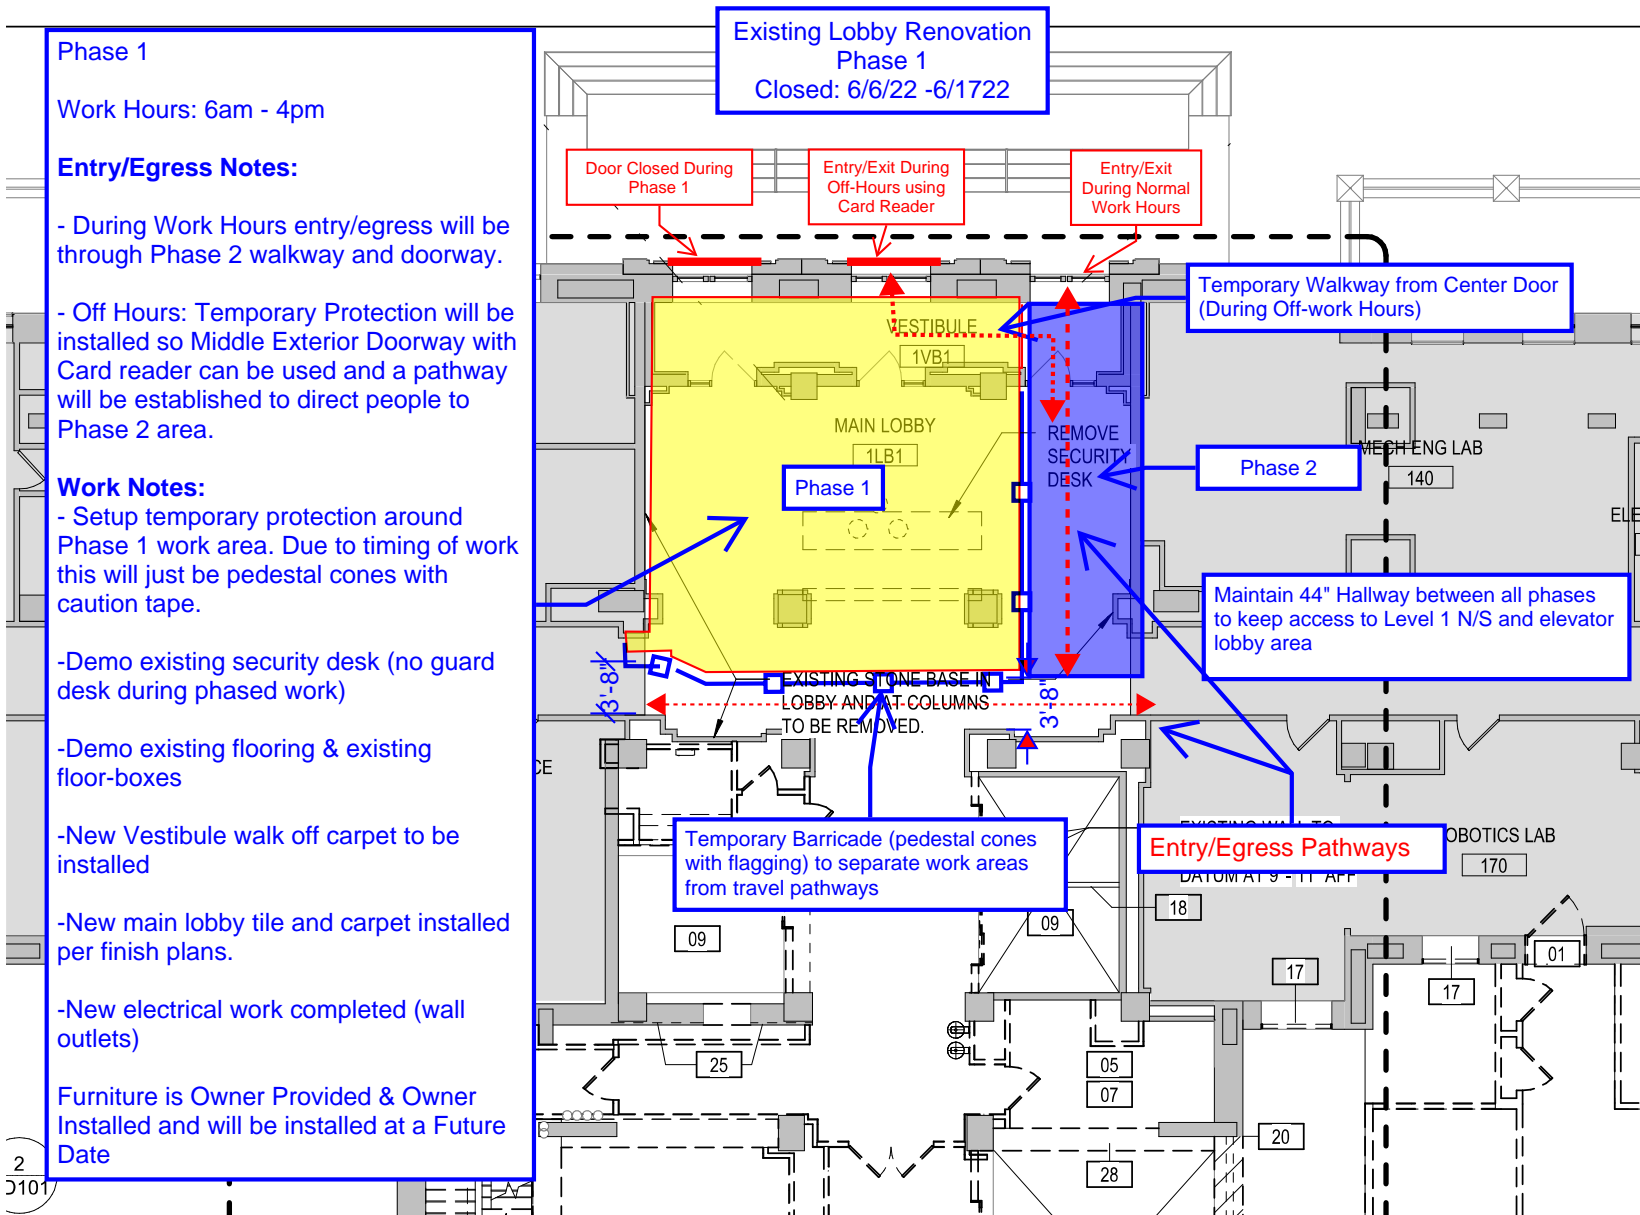 Existing Lobby Renovation
Phase 1
Closed: 6/6/22 -6/1722
Phase 1
Work Hours: 6am - 4pm
Entry/Egress Notes:
- During Work Hours entry/egress will be
through Phase 2 walkway and doorway.
- Off Hours: Temporary Protection will be
installed so Middle Exterior Doorway with
Card reader can be used and a pathway
will be established to direct people to
Phase 2 area.
Work Notes:
- Setup temporary protection around
Phase 1 work area. Due to timing of work
this will just be pedestal cones with
caution tape.
-Demo existing security desk (no guard
desk during phased work)
-Demo existing flooring & existing
floor-boxes
-New Vestibule walk off carpet to be
installed
-New main lobby tile and carpet installed
per finish plans.
-New electrical work completed (wall
outlets)
Furniture is Owner Provided & Owner
Installed and will be installed at a Future
Date
Door Closed During
Phase 1
Entry/Exit During
Off-Hours using
Card Reader
Entry/Exit
During Normal
Work Hours
Temporary Walkway from Center Door
(During Off-work Hours)
VESTIBULE
1VB1
MAIN LOBBY
1LB1
REMOVE
SECURITY
DESK
Phase 1
Phase 2
MECH ENG LAB
140
ELE
Maintain 44" Hallway between all phases
to keep access to Level 1 N/S and elevator
lobby area
3'-8"
EXISTING STONE BASE IN
LOBBY AND AT COLUMNS
TO BE REMOVED.
3'-8"
CE
Temporary Barricade (pedestal cones
with flagging) to separate work areas
from travel pathways
EXISTING WALL TO
Entry/Egress Pathways
DATUM AT 9' - 11" AFF
OBOTICS LAB
170
18
09
09
17
01
17
25
05
07
20
28
2
D101